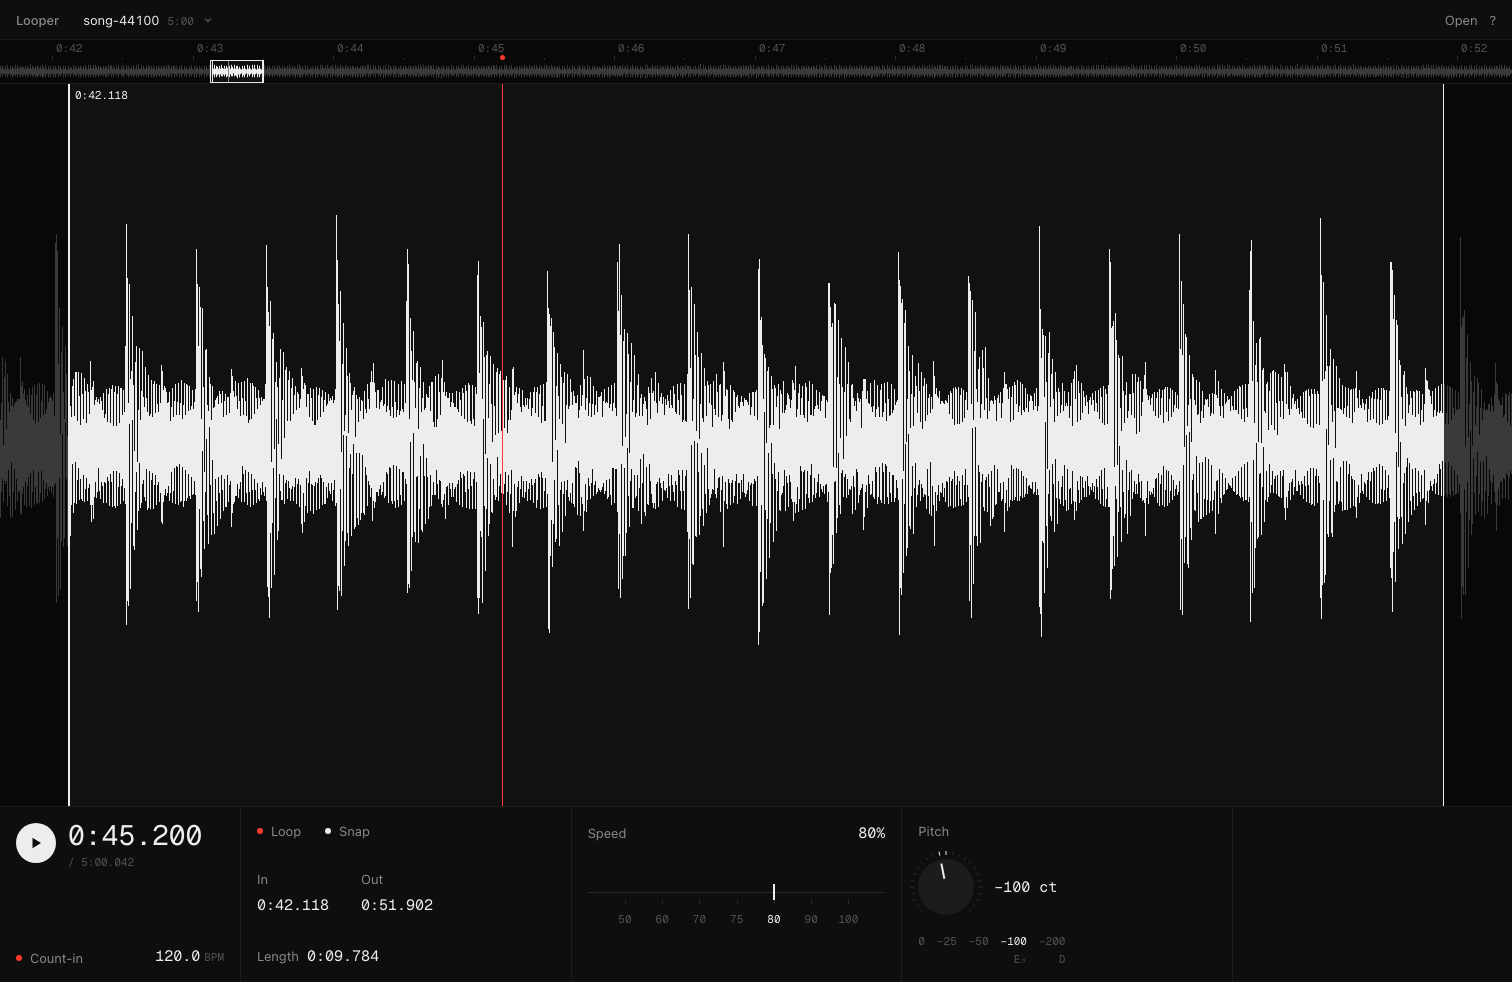 Looper song-44100 5:00 Open ?
0:42 0:43 0:44 0:45 0:46 0:47 0:48 0:49 0:50 0:51 0:52
0:42.118
0:45.200
/ 5:00.042
Count-in 120.0 BPM
Loop Snap
In Out
0:42.118 0:51.902
Length 0:09.784
Speed 80%
50 60 70 75 80 90 100
Pitch
−100 ct
0 −25 −50 −100 −200
E♭ D